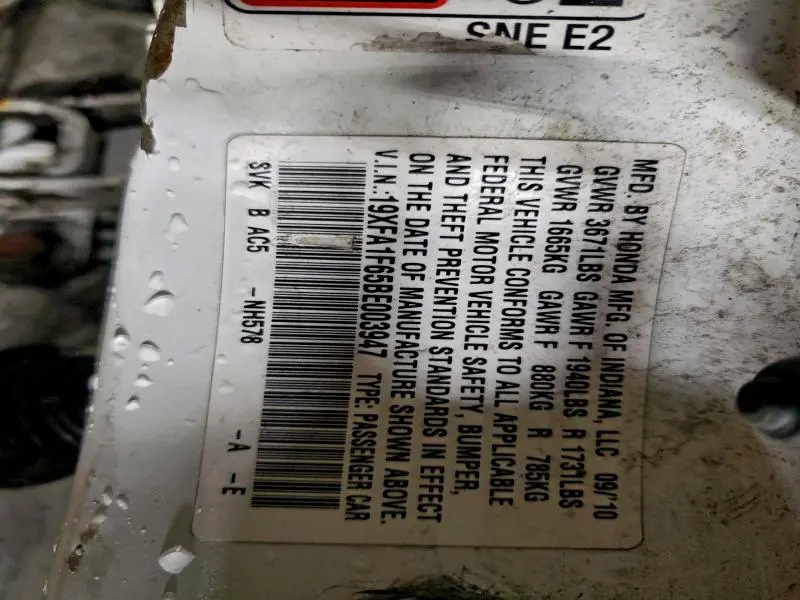 SNE E2
MFD. BY HONDA MFG. OF INDIANA, LLC 09/'10
GVWR 3671LBS GAWR F 1940LBS R 1731LBS
GVWR 1665KG GAWR F 880KG R 785KG
THIS VEHICLE CONFORMS TO ALL APPLICABLE
FEDERAL MOTOR VEHICLE SAFETY, BUMPER,
AND THEFT PREVENTION STANDARDS IN EFFECT
ON THE DATE OF MANUFACTURE SHOWN ABOVE.
V.I.N.:19XFA1F65BE003947 TYPE: PASSENGER CAR
SVK B AC5 -NH578 -A -E